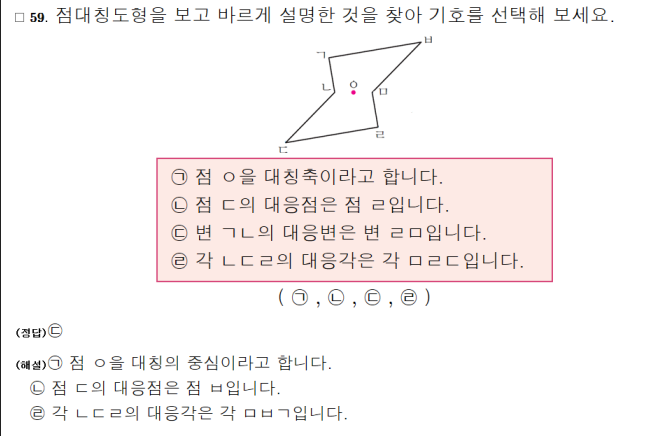 □ 59. 점대칭도형을 보고 바르게 설명한 것을 찾아 기호를 선택해 보세요.
ㅂ
ㄱ
ㄴ ㅇ ㅁ
ㄹ
ㄷ
㉠ 점 ㅇ을 대칭축이라고 합니다.
㉡ 점 ㄷ의 대응점은 점 ㄹ입니다.
㉢ 변 ㄱㄴ의 대응변은 변 ㄹㅁ입니다.
㉣ 각 ㄴㄷㄹ의 대응각은 각 ㅁㄹㄷ입니다.
( ㉠ , ㉡ , ㉢ , ㉣ )
(정답)㉢
(해설)㉠ 점 ㅇ을 대칭의 중심이라고 합니다.
㉡ 점 ㄷ의 대응점은 점 ㅂ입니다.
㉣ 각 ㄴㄷㄹ의 대응각은 각 ㅁㅂㄱ입니다.